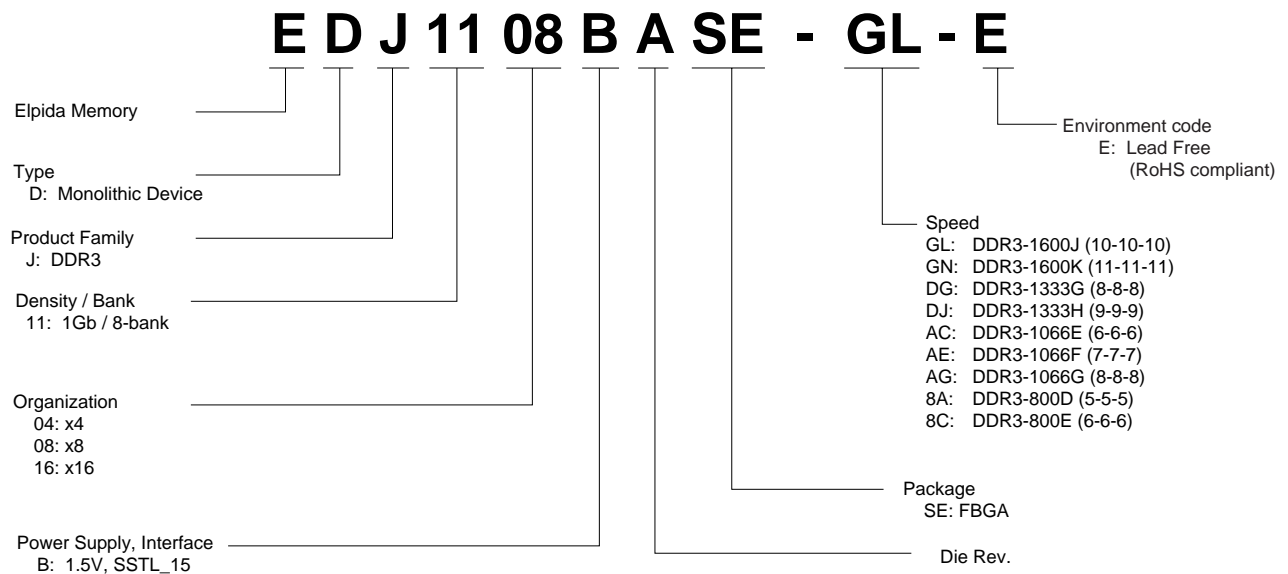 E D J 11 08 B A SE - GL - E
Elpida Memory
Type
D: Monolithic Device
Product Family
J: DDR3
Density / Bank
11: 1Gb / 8-bank
Organization
04: x4
08: x8
16: x16
Power Supply, Interface
B: 1.5V, SSTL_15
Environment code
E: Lead Free
(RoHS compliant)
Speed
GL: DDR3-1600J (10-10-10)
GN: DDR3-1600K (11-11-11)
DG: DDR3-1333G (8-8-8)
DJ: DDR3-1333H (9-9-9)
AC: DDR3-1066E (6-6-6)
AE: DDR3-1066F (7-7-7)
AG: DDR3-1066G (8-8-8)
8A: DDR3-800D (5-5-5)
8C: DDR3-800E (6-6-6)
Package
SE: FBGA
Die Rev.